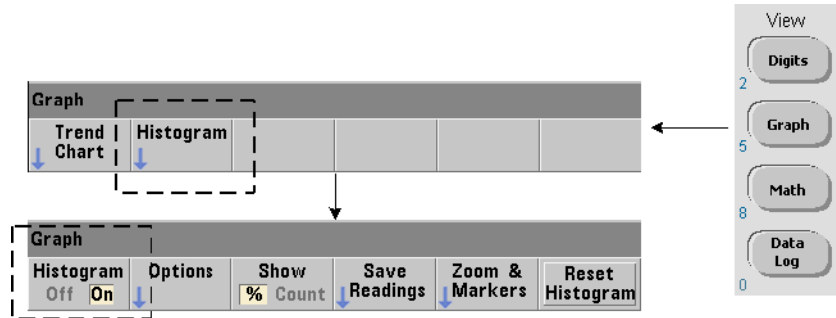 View
Digits
2
Graph
5
Math
8
Data
Log
0
Graph
Trend Chart
Histogram
Graph
Histogram
Off On
Options
Show
% Count
Save
Readings
Zoom &
Markers
Reset
Histogram